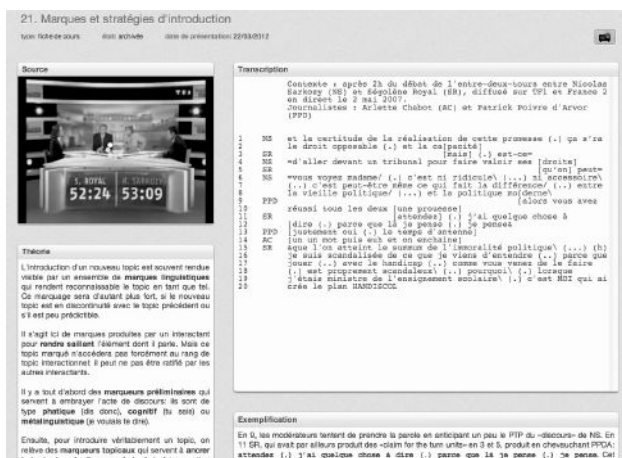 21. Marques et stratégies d'introduction
type: fiche de cours état: archivée date de présentation: 22/03/2012
Source
TF1
S. ROYAL N. SARKOZY
52:24 53:09
Théorie
L'introduction d'un nouveau topic est souvent rendue
visible par un ensemble de marques linguistiques
qui rendent reconnaissable le topic en tant que tel.
Ce marquage sera d'autant plus fort, si le nouveau
topic est en discontinuité avec le topic précédent ou
s'il est peu prédictible.
Il s'agit ici de marques produites par un interactant
pour rendre saillant l'élément dont il parle. Mais ce
topic marqué n'accédera pas forcément au rang de
topic interactionnel: il peut ne pas être ratifié par les
autres interactants.
Il y a tout d'abord des marqueurs préliminaires qui
servent à embrayer l'acte de discours: ils sont de
type phatique (dis donc), cognitif (tu sais) ou
métalinguistique (je voulais te dire).
Ensuite, pour introduire véritablement un topic, on
relève des marqueurs topicaux qui servent à ancrer
Transcription
Contexte : après 2h du débat de l'entre-deux-tours entre Nicolas
Sarkozy (NS) et Ségolène Royal (SR), diffusé sur TF1 et France 2
en direct le 2 mai 2007.
Journalistes : Arlette Chabot (AC) et Patrick Poivre d'Arvor
(PPD)
1 NS et la certitude de la réalisation de cette promesse (.) ça s'ra
2 le droit opposable (.) et la ca[pacité]
3 SR [mais] (.) est-ce=
4 NS =d'aller devant un tribunal pour faire valoir ses [droits]
5 SR [qu'on] peut=
6 NS =vous voyez madame/ (.) c'est ni ridicule\ (...) ni accessoire\
7 (..) c'est peut-être même ce qui fait la différence/ (..) entre
8 la vieille politique/ (...) et la politique mo[derne\
9 PPD [alors vous avez
10 réussi tous les deux [une prouesse]
11 SR [attendez] (.) j'ai quelque chose à
12 [dire (.) parce que là je pense (.) je pense&
13 PPD [justement oui (.) le temps d'antenne]
14 AC [un un mot puis euh et on enchaîne]
15 SR &que l'on atteint le summum de l'immoralité politique\ (...) (h)
16 je suis scandalisée de ce que je viens d'entendre (..) parce que
17 jouer (..) avec le handicap (..) comme vous venez de le faire
18 (.) est proprement scandaleux\ (..) pourquoi\ (.) lorsque
19 j'étais ministre de l'enseignement scolaire\ (.) c'est MOI qui ai
20 créé le plan HANDISCOL
Exemplification
En 9, les modérateurs tentent de prendre la parole en anticipant un peu le PTP du «discours» de NS. En
11 SR, qui avait par ailleurs produit des «claim for the turn units» en 3 et 5, produit en chevauchant PPDA:
attendez (.) j'ai quelque chose à dire (.) parce que là je pense (.) je pense. Cet